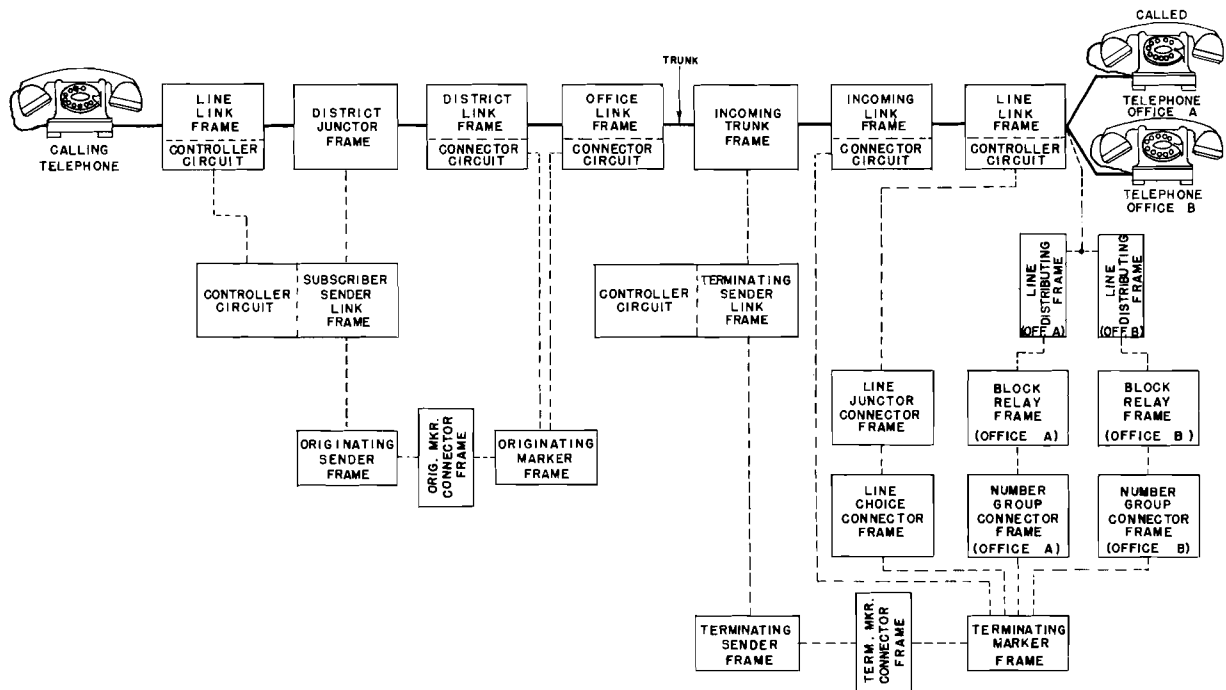 CALLING
TELEPHONE
LINE
LINK
FRAME
CONTROLLER
CIRCUIT
DISTRICT
JUNCTOR
FRAME
DISTRICT
LINK
FRAME
CONNECTOR
CIRCUIT
OFFICE
LINK
FRAME
CONNECTOR
CIRCUIT
TRUNK
INCOMING
TRUNK
FRAME
INCOMING
LINK
FRAME
CONNECTOR
CIRCUIT
LINE
LINK
FRAME
CONTROLLER
CIRCUIT
CALLED
TELEPHONE
OFFICE A
TELEPHONE
OFFICE B
CONTROLLER
CIRCUIT
SUBSCRIBER
SENDER
LINK
FRAME
CONTROLLER
CIRCUIT
TERMINATING
SENDER
LINK
FRAME
LINE
DISTRIBUTING
FRAME
(OFF A)
LINE
DISTRIBUTING
FRAME
(OFF B)
LINE
JUNCTOR
CONNECTOR
FRAME
BLOCK
RELAY
FRAME
(OFFICE A)
BLOCK
RELAY
FRAME
(OFFICE B)
ORIGINATING
SENDER
FRAME
ORIG. MKR.
CONNECTOR
FRAME
ORIGINATING
MARKER
FRAME
LINE
CHOICE
CONNECTOR
FRAME
NUMBER
GROUP
CONNECTOR
FRAME
(OFFICE A)
NUMBER
GROUP
CONNECTOR
FRAME
(OFFICE B)
TERMINATING
SENDER
FRAME
TERM. MKR.
CONNECTOR
FRAME
TERMINATING
MARKER
FRAME